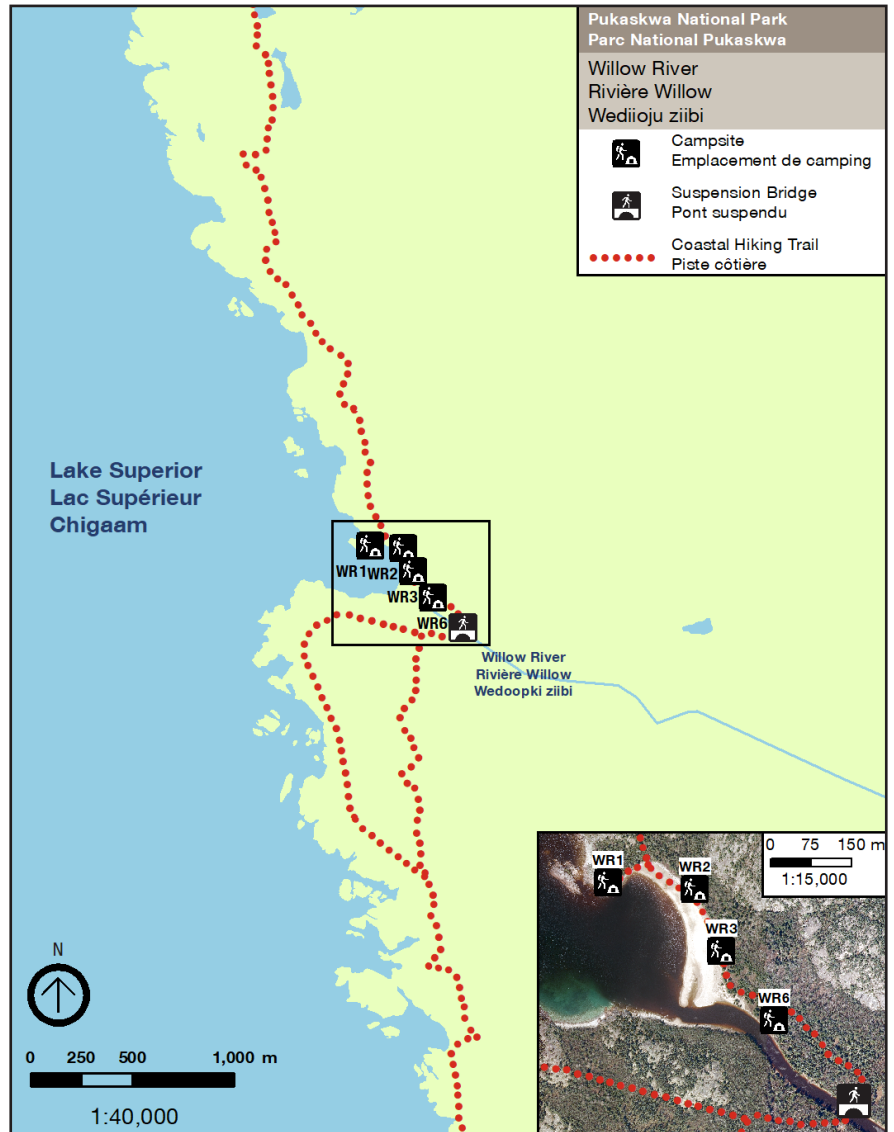 Pukaskwa National Park
Parc National Pukaskwa
Willow River
Rivière Willow
Wediioju ziibi
Campsite
Emplacement de camping
Suspension Bridge
Pont suspendu
Coastal Hiking Trail
Piste côtière
Lake Superior
Lac Supérieur
Chigaam
WR1
WR2
WR3
WR6
Willow River
Rivière Willow
Wedoopki ziibi
0 75 150 m
1:15,000
WR1
WR2
WR3
WR6
N
0 250 500 1,000 m
1:40,000